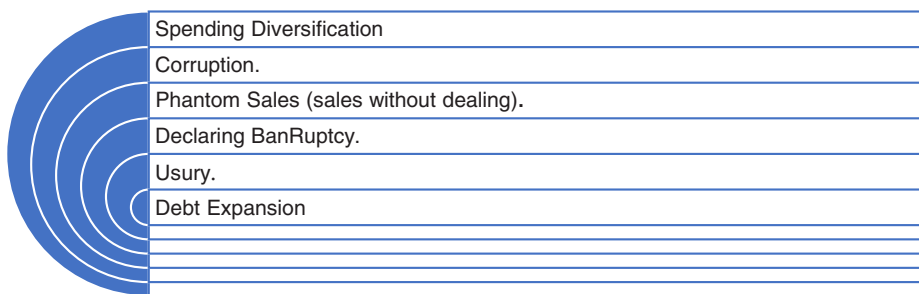 Spending Diversification
Corruption.
Phantom Sales (sales without dealing).
Declaring BanRuptcy.
Usury.
Debt Expansion